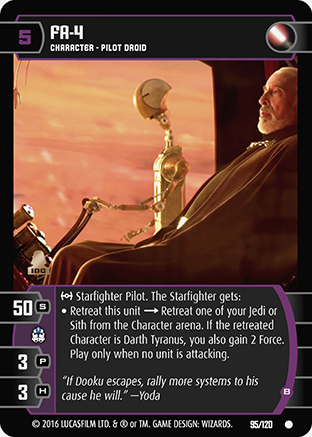 5
FA-4
CHARACTER - PILOT DROID
IDC
50 S
Starfighter Pilot. The Starfighter gets:
• Retreat this unit → Retreat one of your Jedi or
Sith from the Character arena. If the retreated
Character is Darth Tyranus, you also gain 2 Force.
Play only when no unit is attacking.
3 P
3 H
“If Dooku escapes, rally more systems to his
cause he will.” —Yoda
B
© 2016 LUCASFILM LTD. & ® or TM. GAME DESIGN: WIZARDS.
95/120